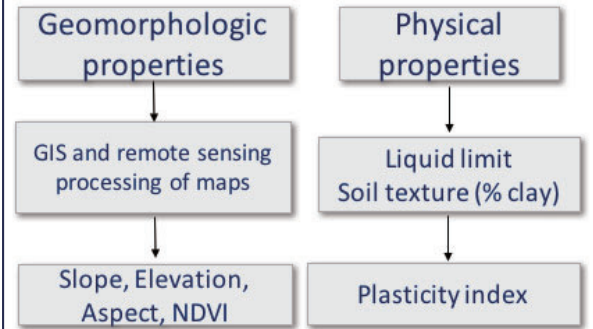 Geomorphologic
properties
GIS and remote sensing
processing of maps
Slope, Elevation,
Aspect, NDVI
Physical
properties
Liquid limit
Soil texture (% clay)
Plasticity index